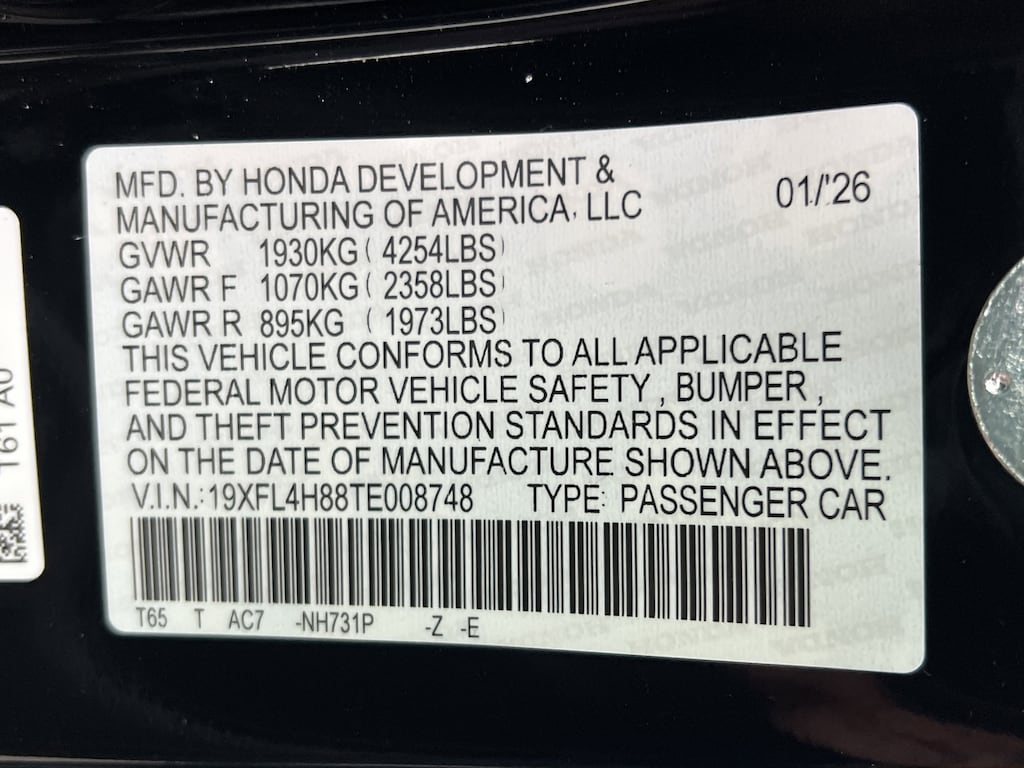 MFD. BY HONDA DEVELOPMENT &
MANUFACTURING OF AMERICA, LLC
01/'26
GVWR 1930KG ( 4254LBS)
GAWR F 1070KG ( 2358LBS)
GAWR R 895KG ( 1973LBS)
THIS VEHICLE CONFORMS TO ALL APPLICABLE
FEDERAL MOTOR VEHICLE SAFETY , BUMPER ,
AND THEFT PREVENTION STANDARDS IN EFFECT
ON THE DATE OF MANUFACTURE SHOWN ABOVE.
V.I.N.: 19XFL4H88TE008748 TYPE: PASSENGER CAR
T65 T AC7 -NH731P -Z -E
T61 AU